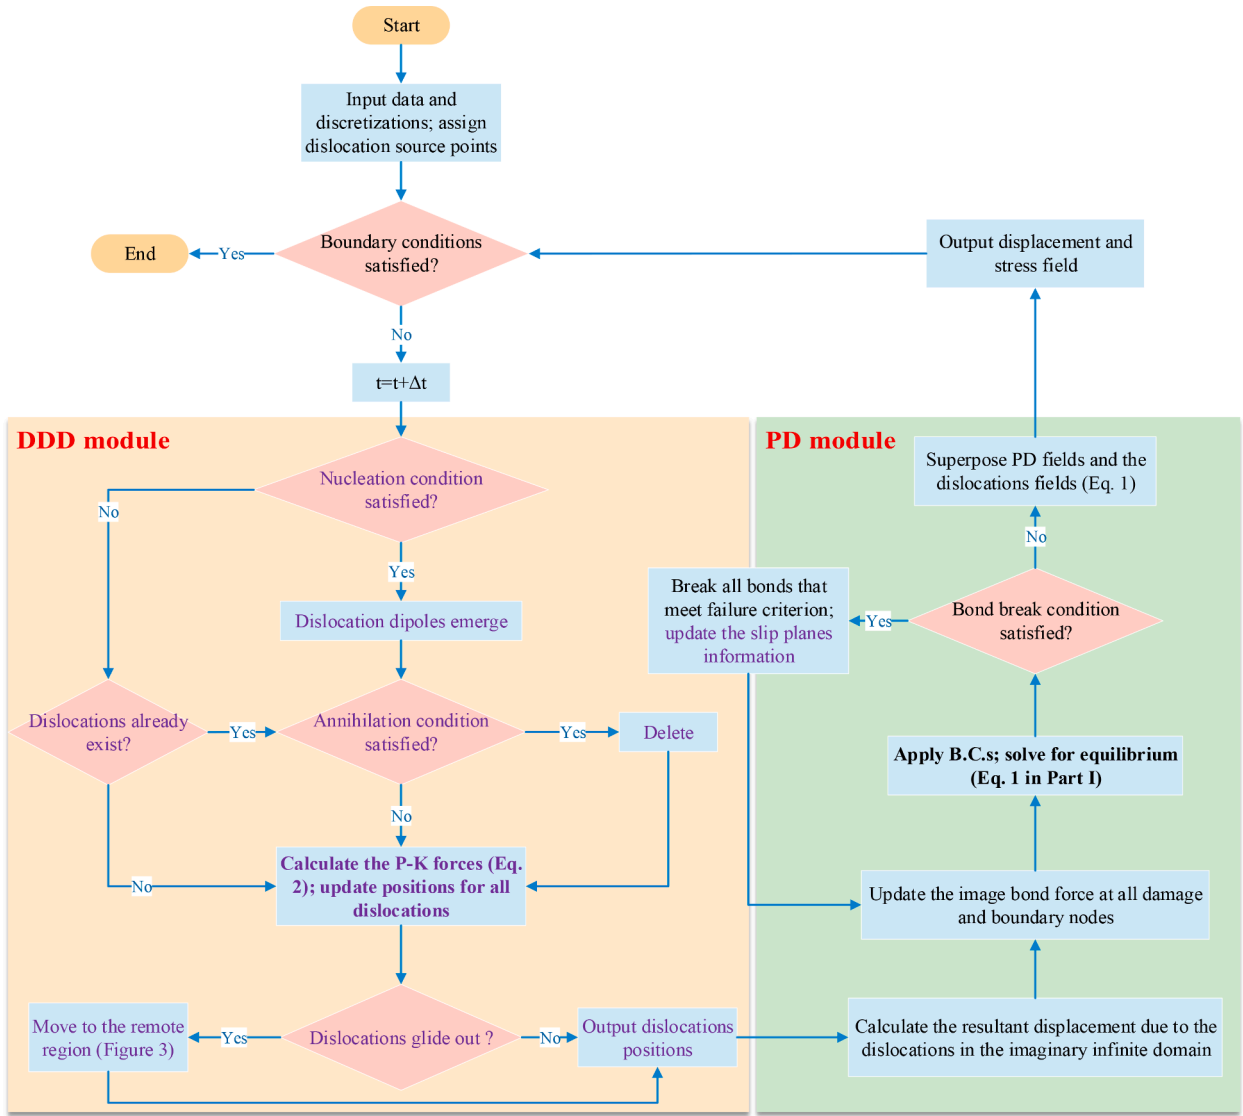 Start
Input data and
discretizations; assign
dislocation source points
Boundary conditions
satisfied?
Yes
End
No
t=t+Δt
Output displacement and
stress field
DDD module
Nucleation condition
satisfied?
No
Yes
Dislocation dipoles emerge
Dislocations already
exist?
Yes
Annihilation condition
satisfied?
Yes
Delete
No
No
Calculate the P-K forces (Eq.
2); update positions for all
dislocations
Dislocations glide out ?
Yes
Move to the remote
region (Figure 3)
No
Output dislocations
positions
PD module
Superpose PD fields and the
dislocations fields (Eq. 1)
No
Bond break condition
satisfied?
Yes
Break all bonds that
meet failure criterion;
update the slip planes
information
Apply B.C.s; solve for equilibrium
(Eq. 1 in Part I)
Update the image bond force at all damage
and boundary nodes
Calculate the resultant displacement due to the
dislocations in the imaginary infinite domain